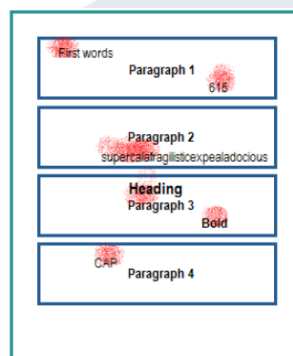 First words
Paragraph 1
615
Paragraph 2
supercalafragilisticexpealadocious
Heading
Paragraph 3
Bold
CAP
Paragraph 4